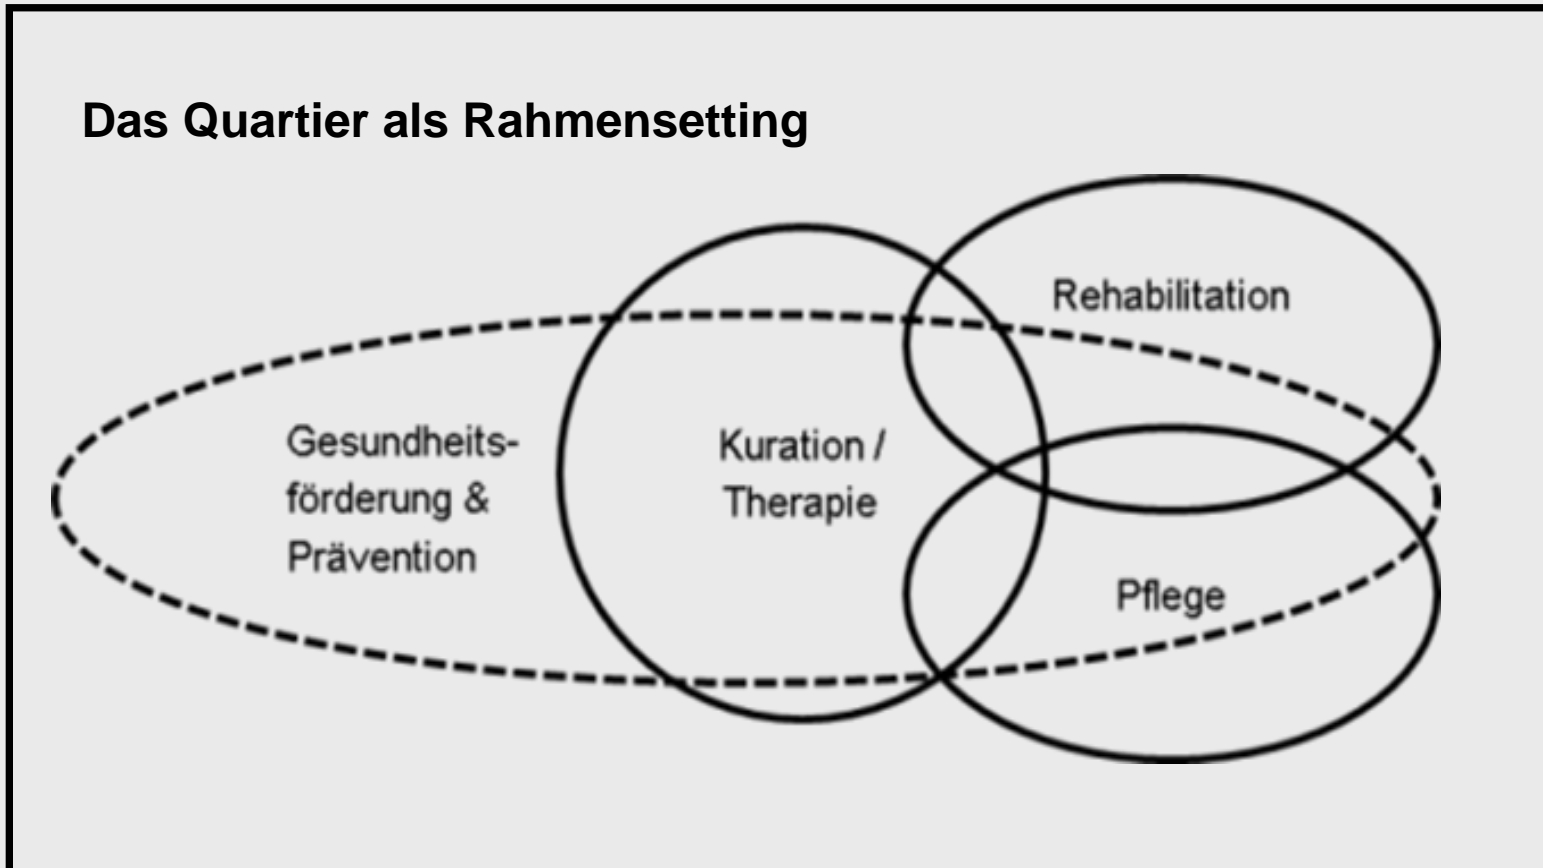 Das Quartier als Rahmensetting
Rehabilitation
Gesundheits-
förderung &
Prävention
Kuration /
Therapie
Pflege